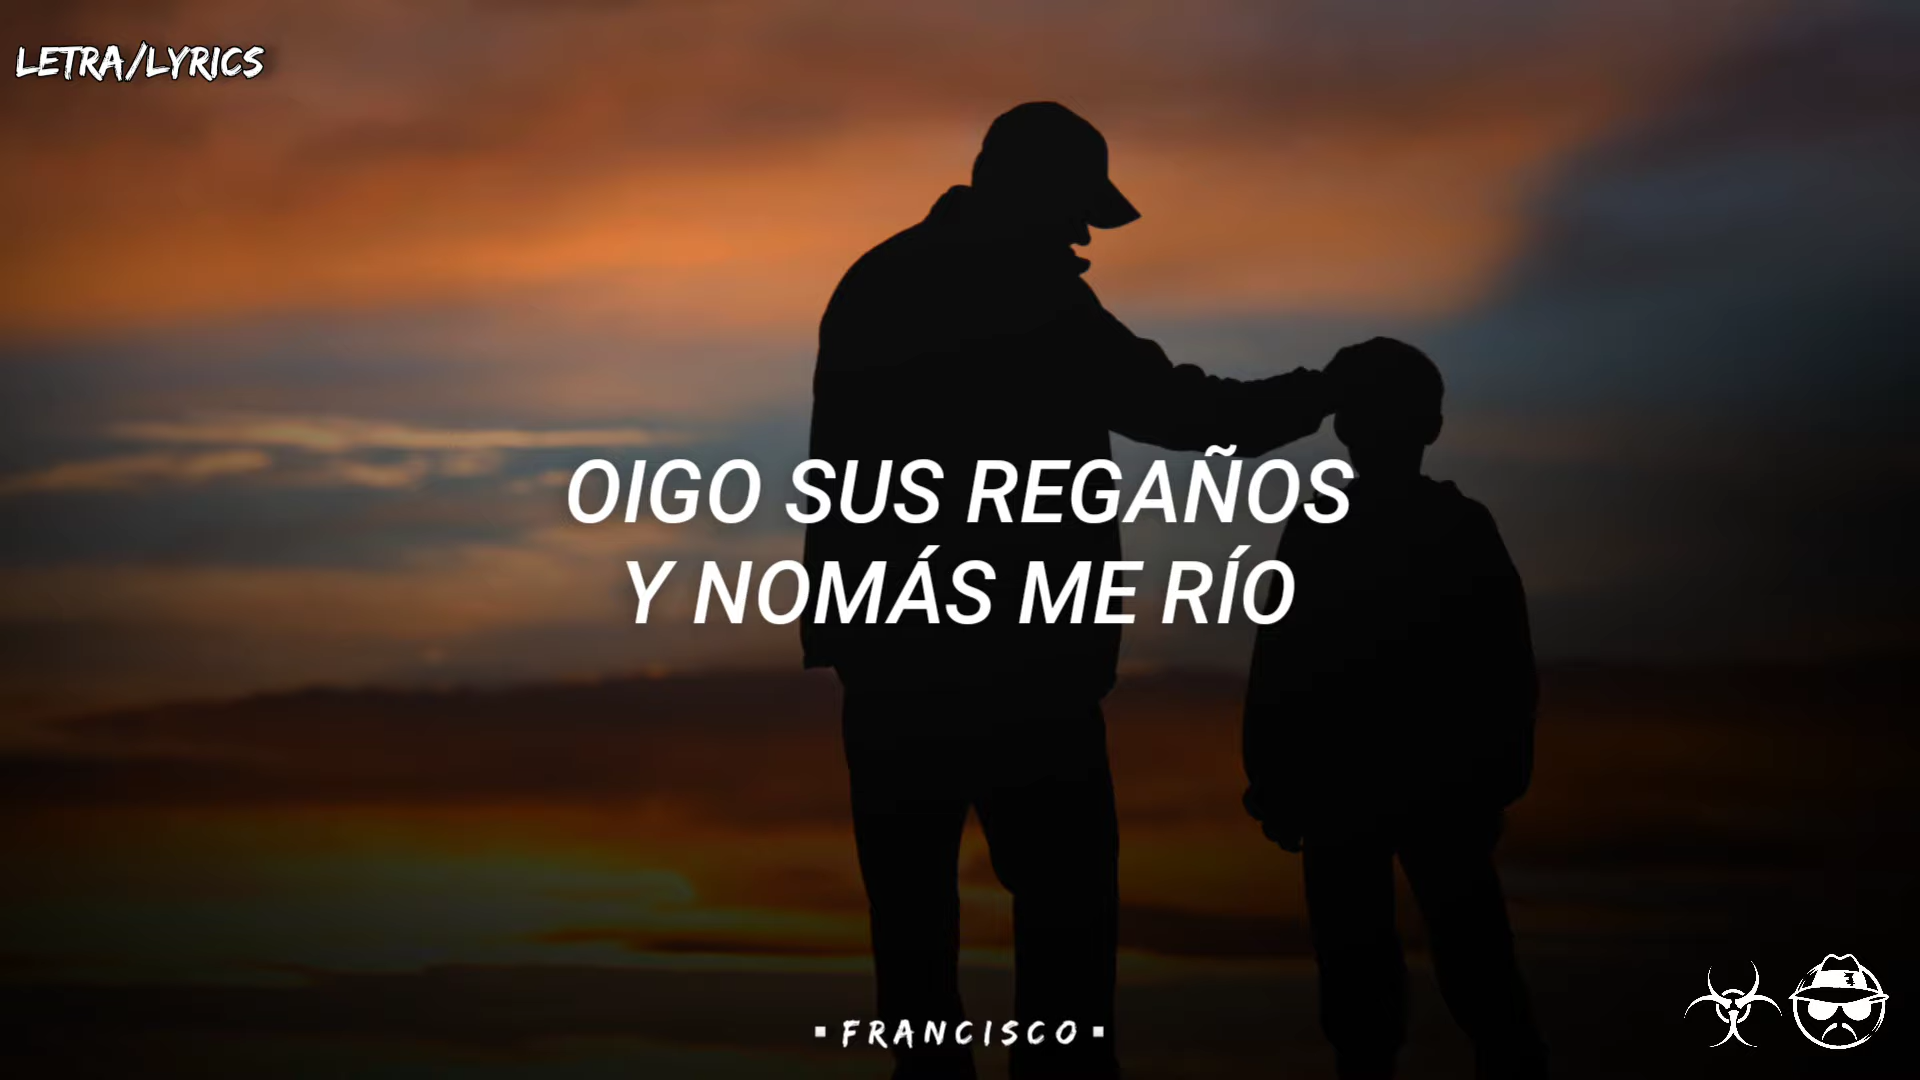 LETRA/LYRICS
OIGO SUS REGAÑOS
Y NOMÁS ME RÍO
▪ FRANCISCO ▪